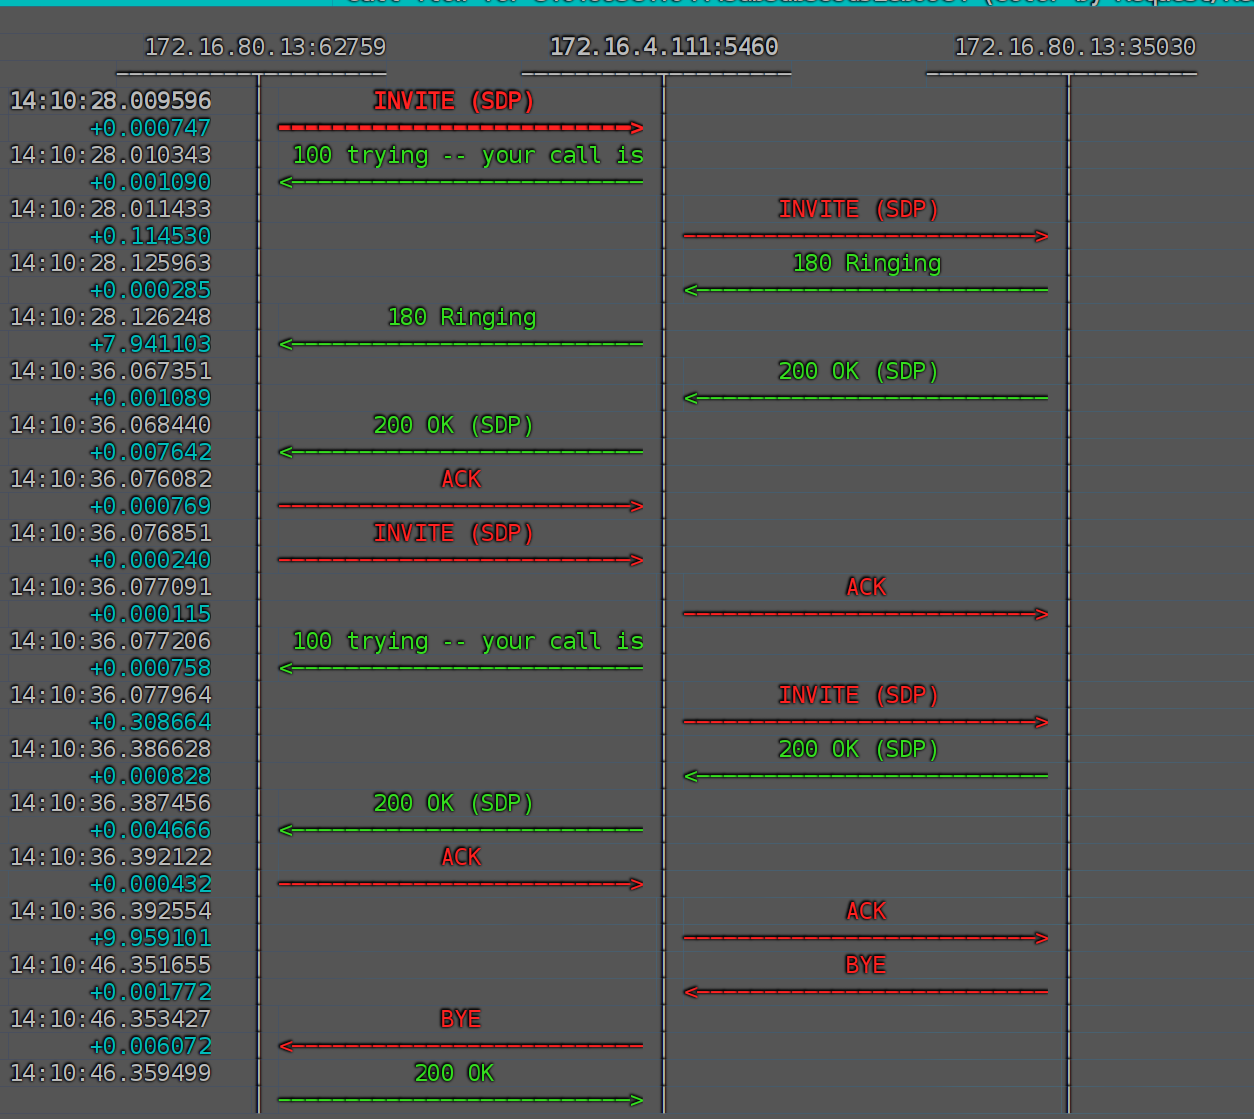 172.16.80.13:62759 172.16.4.111:5460 172.16.80.13:35030
14:10:28.009596 INVITE (SDP)
+0.000747
14:10:28.010343 100 trying -- your call is
+0.001090
14:10:28.011433 INVITE (SDP)
+0.114530
14:10:28.125963 180 Ringing
+0.000285
14:10:28.126248 180 Ringing
+7.941103
14:10:36.067351 200 OK (SDP)
+0.001089
14:10:36.068440 200 OK (SDP)
+0.007642
14:10:36.076082 ACK
+0.000769
14:10:36.076851 INVITE (SDP)
+0.000240
14:10:36.077091 ACK
+0.000115
14:10:36.077206 100 trying -- your call is
+0.000758
14:10:36.077964 INVITE (SDP)
+0.308664
14:10:36.386628 200 OK (SDP)
+0.000828
14:10:36.387456 200 OK (SDP)
+0.004666
14:10:36.392122 ACK
+0.000432
14:10:36.392554 ACK
+9.959101
14:10:46.351655 BYE
+0.001772
14:10:46.353427 BYE
+0.006072
14:10:46.359499 200 OK